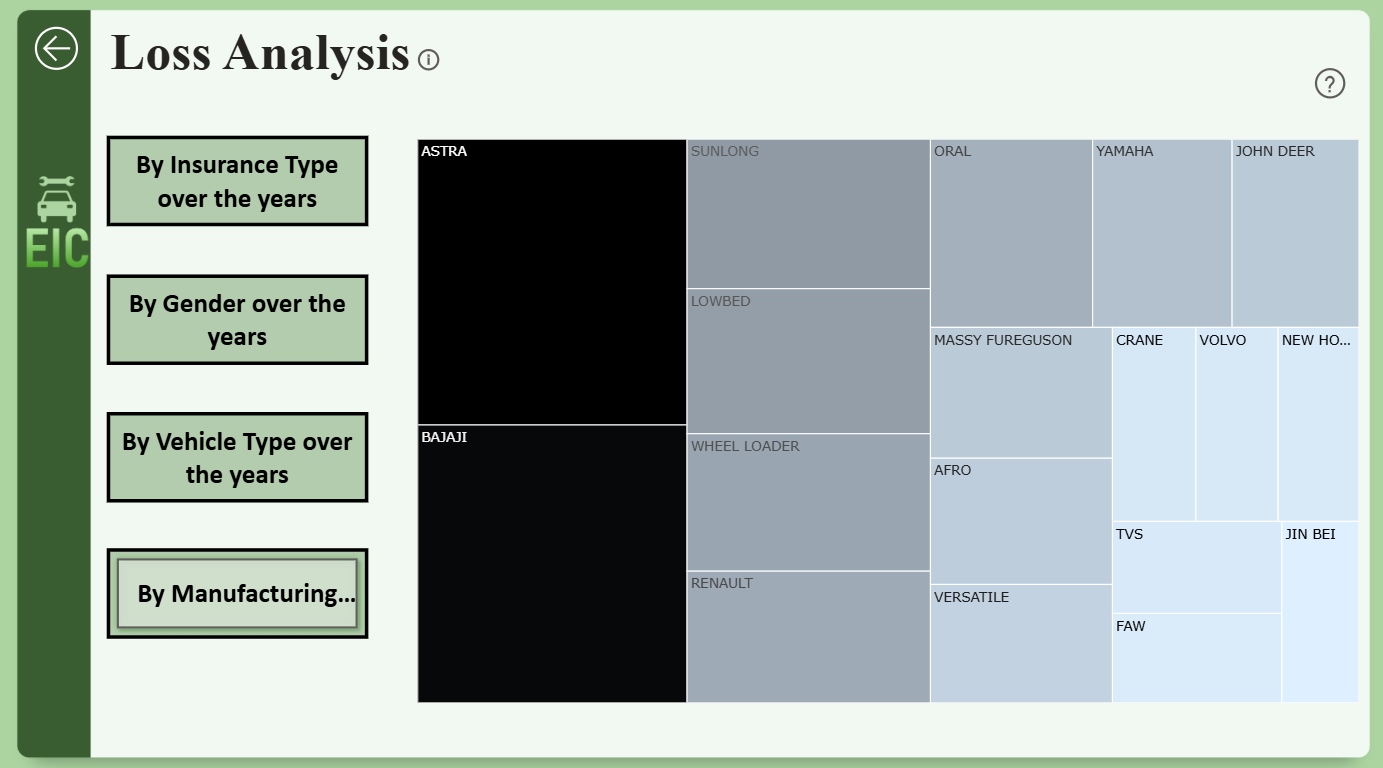 Loss Analysis
EIC
By Insurance Type
over the years
By Gender over the
years
By Vehicle Type over
the years
By Manufacturing...
ASTRA
BAJAJI
SUNLONG
LOWBED
WHEEL LOADER
RENAULT
ORAL
YAMAHA
JOHN DEER
MASSY FUREGUSON
AFRO
VERSATILE
CRANE
VOLVO
NEW HO...
TVS
FAW
JIN BEI